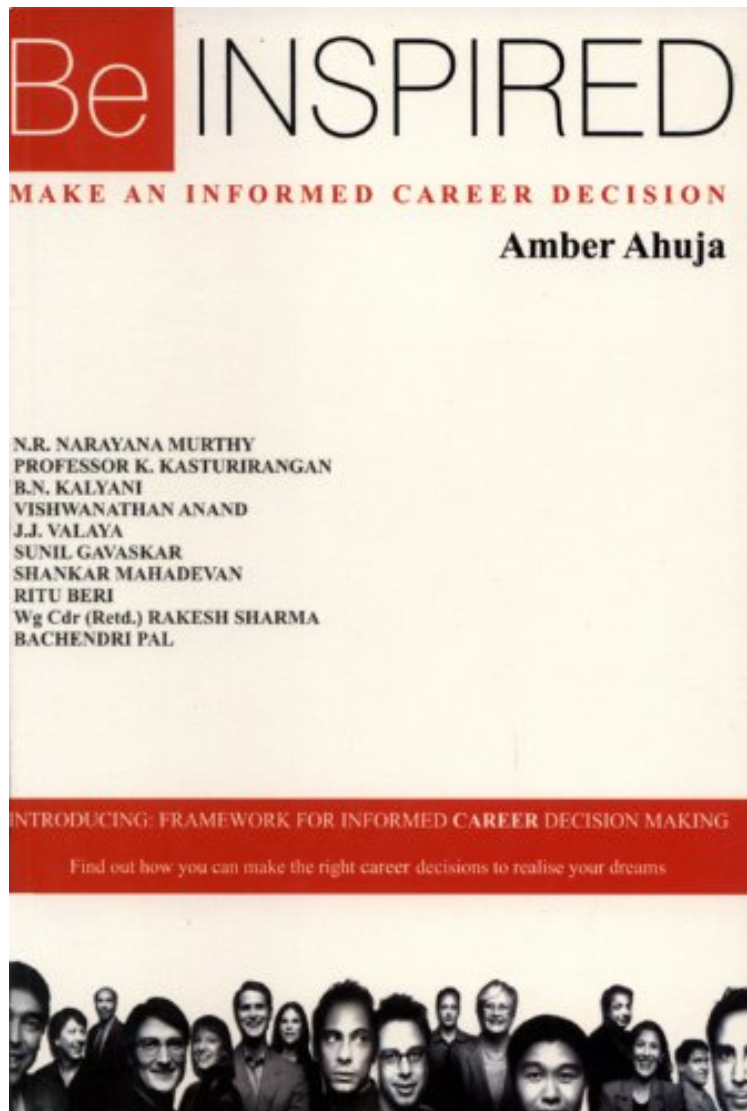 Be INSPIRED
MAKE AN INFORMED CAREER DECISION
Amber Ahuja
N.R. NARAYANA MURTHY
PROFESSOR K. KASTURIRANGAN
B.N. KALYANI
VISHWANATHAN ANAND
J.J. VALAYA
SUNIL GAVASKAR
SHANKAR MAHADEVAN
RITU BERI
Wg Cdr (Retd.) RAKESH SHARMA
BACHENDRI PAL
INTRODUCING: FRAMEWORK FOR INFORMED CAREER DECISION MAKING
Find out how you can make the right career decisions to realise your dreams